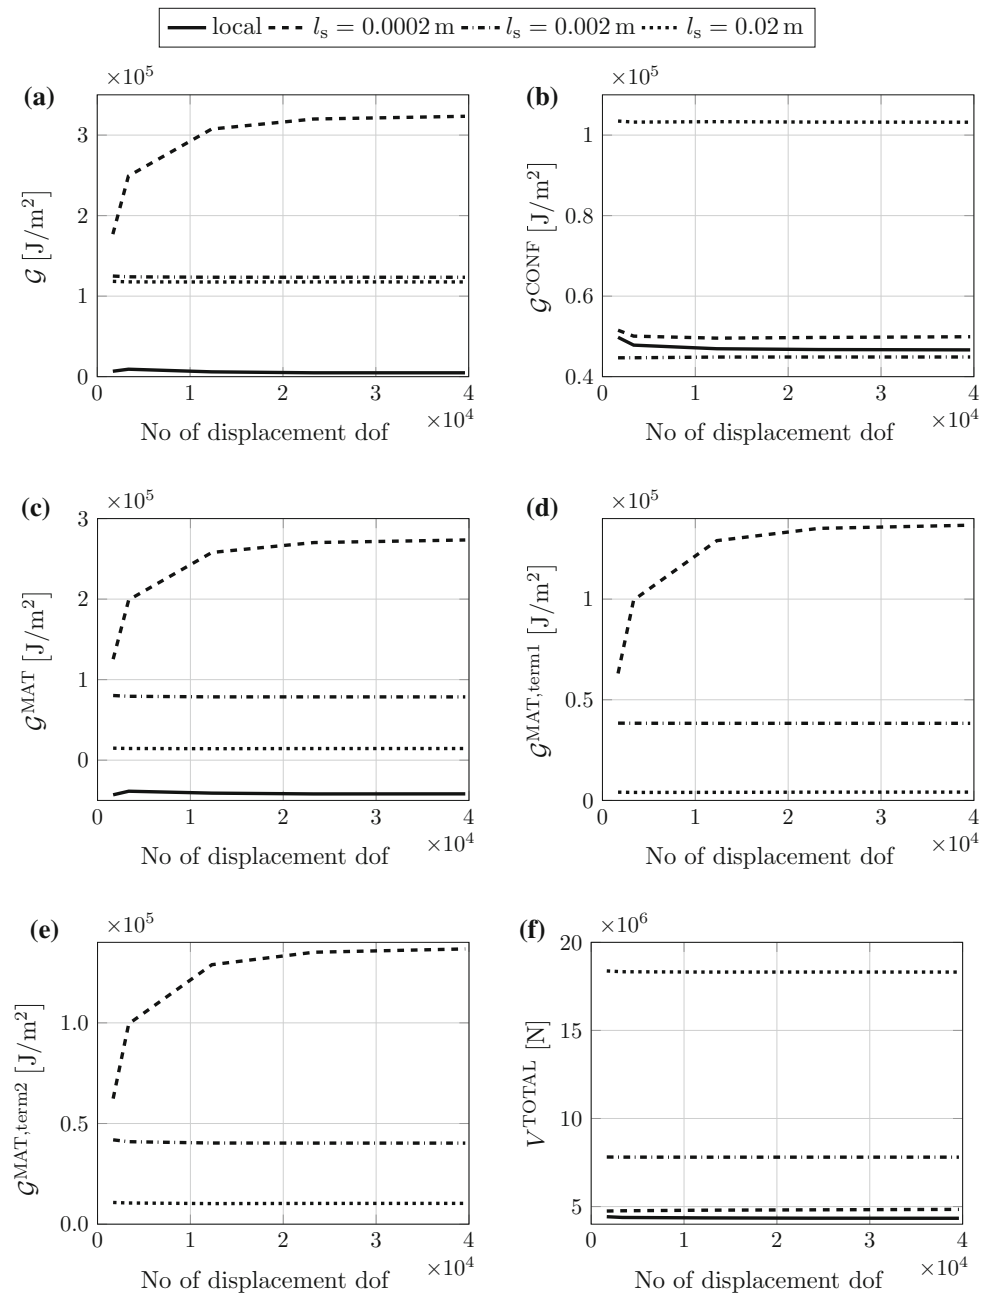 local l_s = 0.0002 m l_s = 0.002 m l_s = 0.02 m
(a)
×10^5
3
2
1
0
0 1 2 3 4
×10^4
No of displacement dof
𝒢 [J/m^2]
(b)
×10^5
1
0.8
0.6
0.4
0 1 2 3 4
×10^4
No of displacement dof
𝒢^CONF [J/m^2]
(c)
×10^5
3
2
1
0
0 1 2 3 4
×10^4
No of displacement dof
𝒢^MAT [J/m^2]
(d)
×10^5
1
0.5
0
0 1 2 3 4
×10^4
No of displacement dof
𝒢^MAT,term1 [J/m^2]
(e)
×10^5
1.0
0.5
0.0
0 1 2 3 4
×10^4
No of displacement dof
𝒢^MAT,term2 [J/m^2]
(f)
×10^6
20
15
10
5
0 1 2 3 4
×10^4
No of displacement dof
V^TOTAL [N]